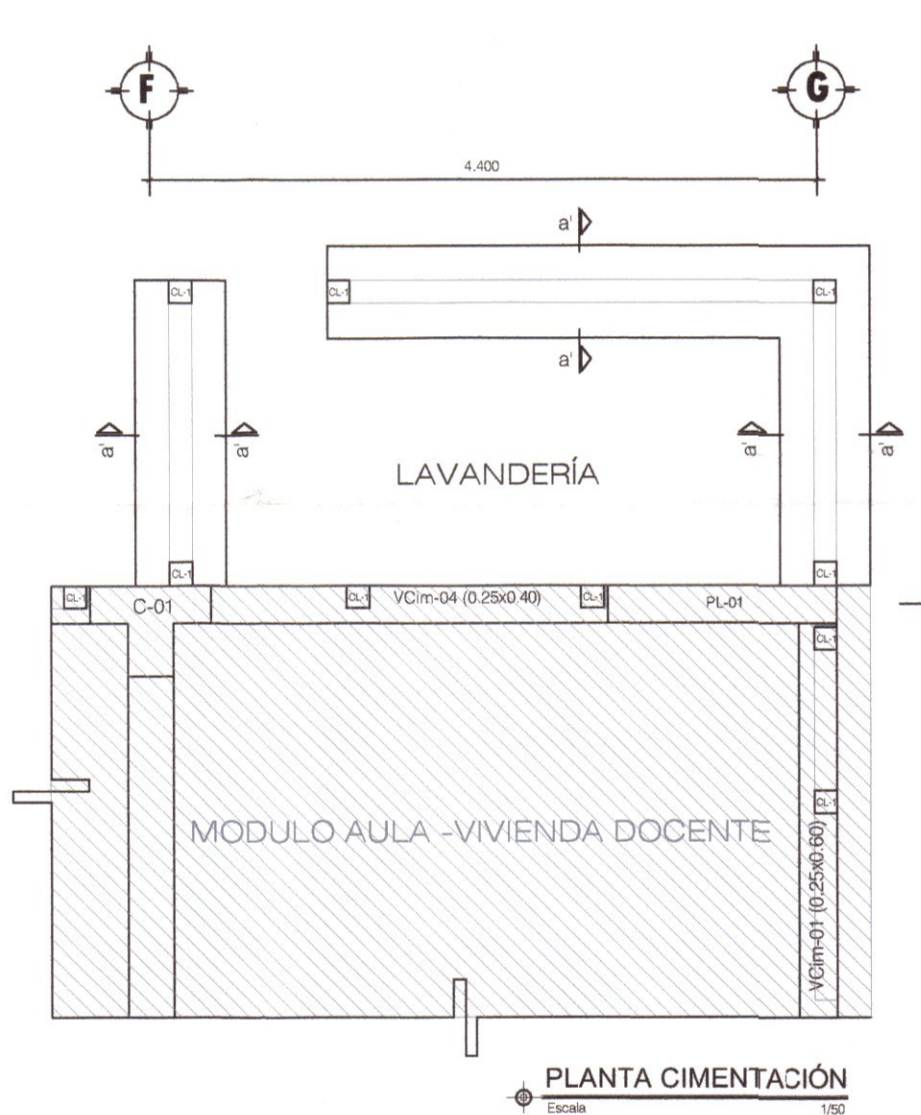 F G
4.400
a'
CL-1 CL-1 CL-1
a'
a' a' a' a'
LAVANDERÍA
CL-1 CL-1
CL-1 C-01 CL-1 VCim-04 (0.25x0.40) CL-1 PL-01
CL-1
CL-1
MODULO AULA -VIVIENDA DOCENTE
VCim-01 (0.25x0.60)
PLANTA CIMENTACIÓN
Escala 1/50